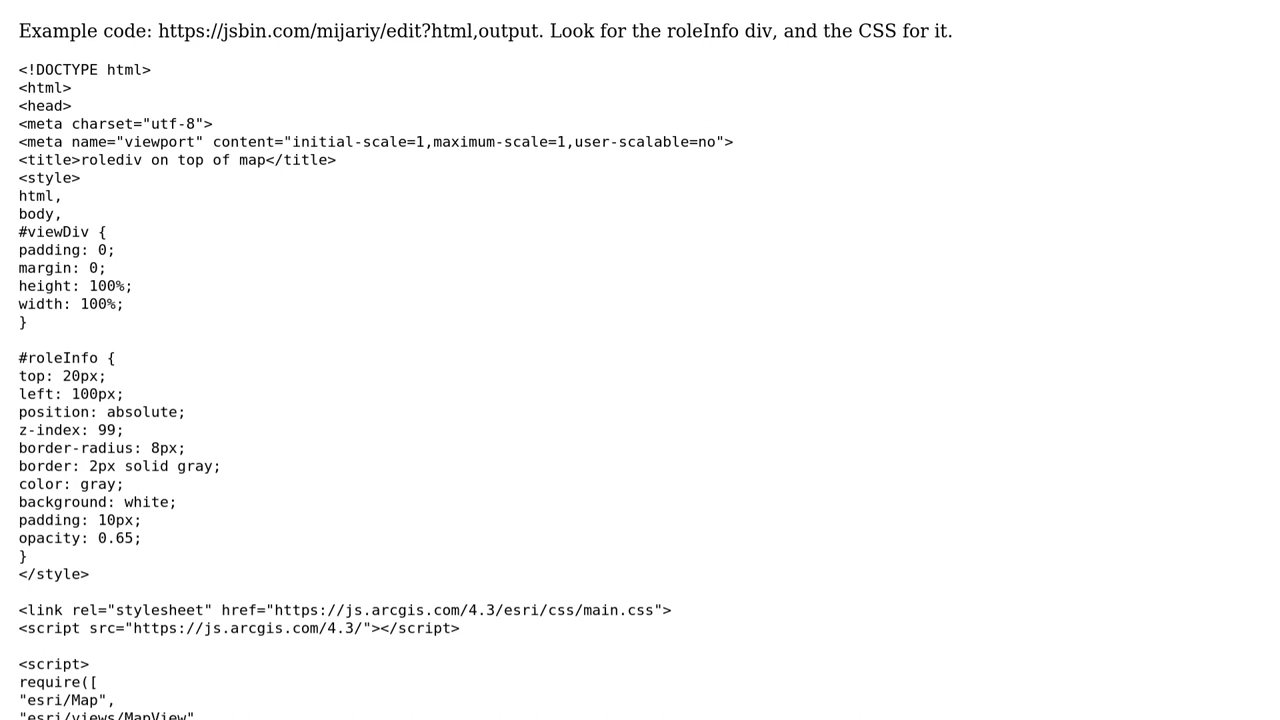 Example code: https://jsbin.com/mijariy/edit?html,output. Look for the roleInfo div, and the CSS for it.
<!DOCTYPE html>
<html>
<head>
<meta charset="utf-8">
<meta name="viewport" content="initial-scale=1,maximum-scale=1,user-scalable=no">
<title>rolediv on top of map</title>
<style>
html,
body,
#viewDiv {
padding: 0;
margin: 0;
height: 100%;
width: 100%;
}

#roleInfo {
top: 20px;
left: 100px;
position: absolute;
z-index: 99;
border-radius: 8px;
border: 2px solid gray;
color: gray;
background: white;
padding: 10px;
opacity: 0.65;
}
</style>

<link rel="stylesheet" href="https://js.arcgis.com/4.3/esri/css/main.css">
<script src="https://js.arcgis.com/4.3/"></script>

<script>
require([
"esri/Map",
"esri/views/MapView"